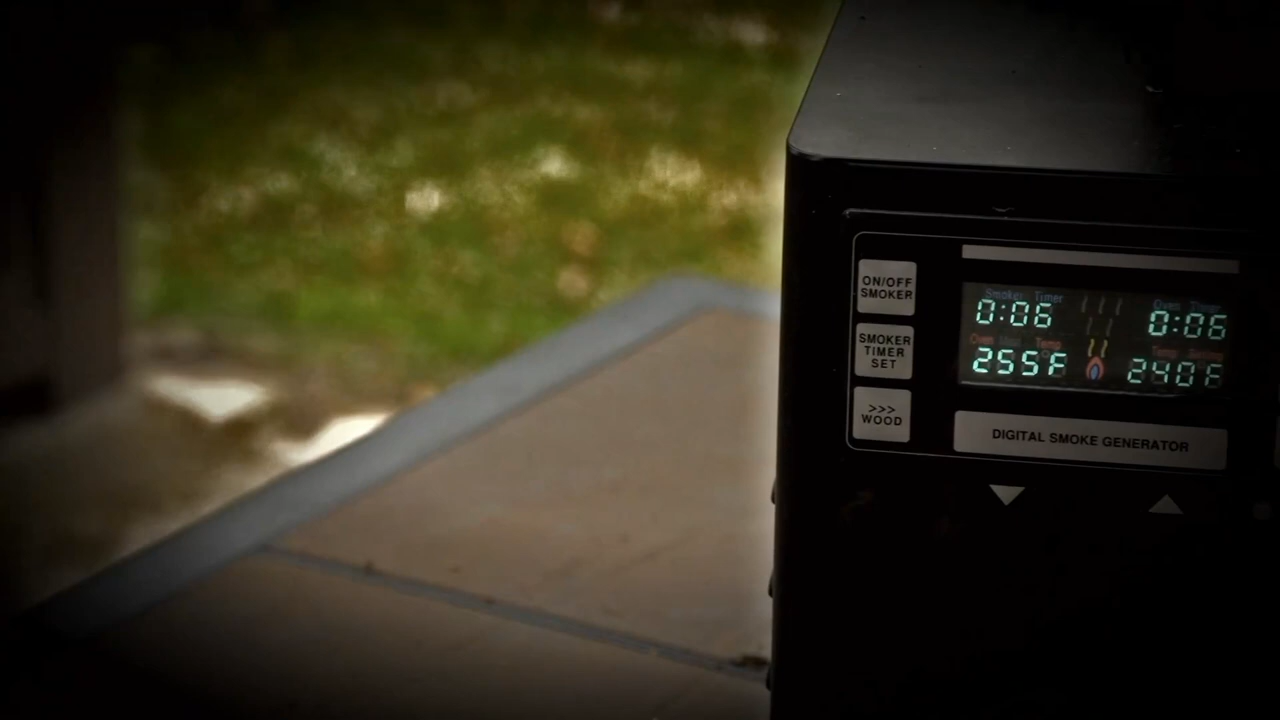 ON/OFF
SMOKER
SMOKER
TIMER
SET
>>>
WOOD
Smoker Timer
0:06
Oven Timer
0:06
Oven Temp
255F
Temp Setting
240F
DIGITAL SMOKE GENERATOR